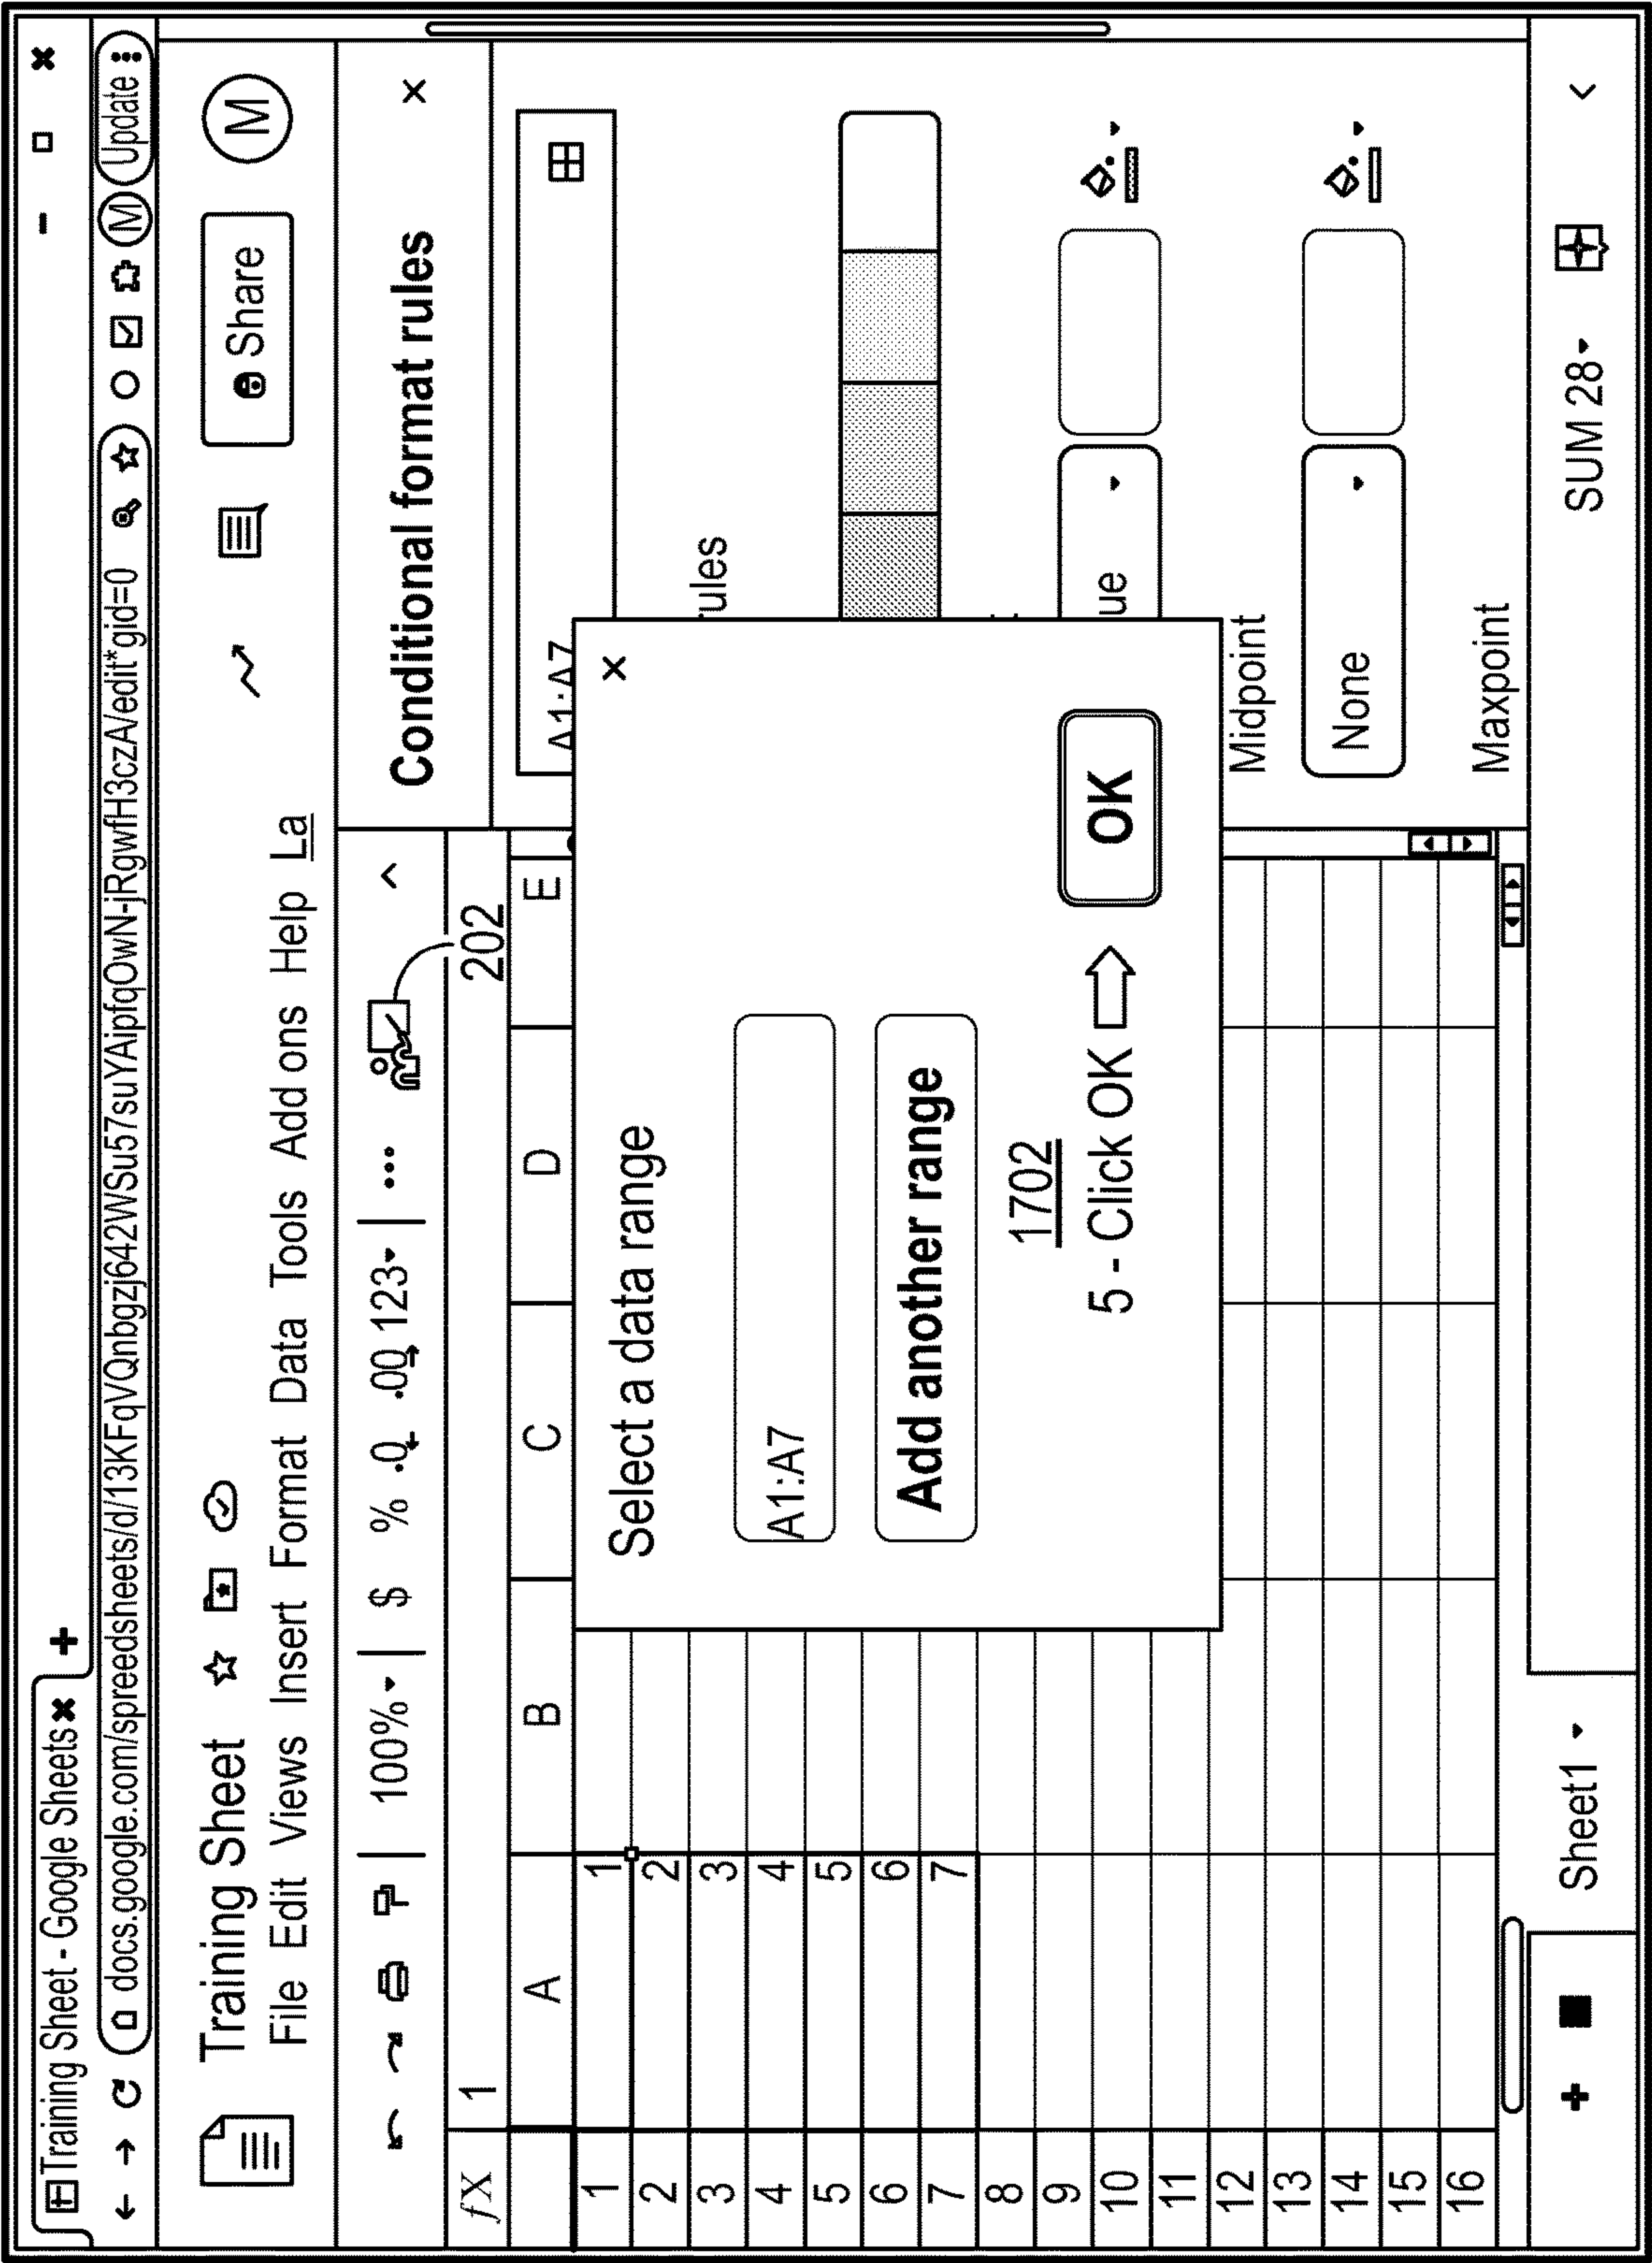 Training Sheet - Google Sheets
docs.google.com/spreedsheets/d/13KFqVQnbgzj642WSu57suYAipfqOwN-jRgwfH3czA/edit*gid=0
M
Update
Training Sheet
Share
M
File Edit Views Insert Format Data Tools Add ons Help La
100% $ % .0 .00 123 ...
202
Conditional format rules
fX 1
A B C D E
1 1
2 2
3 3
4 4
5 5
6 6
7 7
8
9
10
11
12
13
14
15
16
Select a data range
A1:A7
Add another range
1702
5 - Click OK
OK
A1:A7
rules
ue
Midpoint
None
Maxpoint
Sheet1
SUM 28